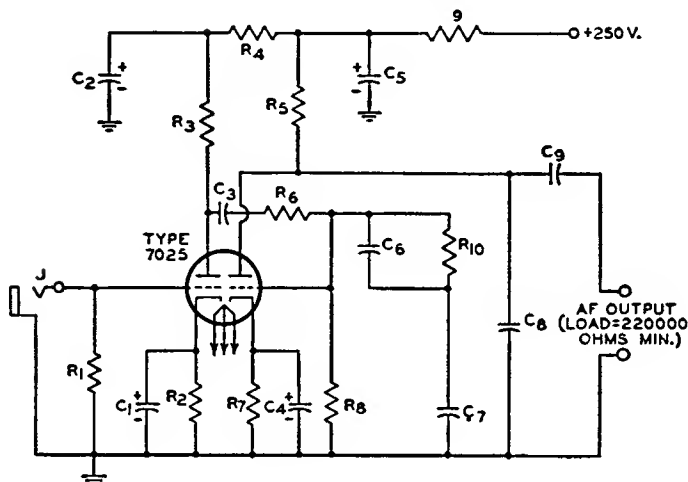 9
+250 V.
R4
C2
C5
R5
R3
C9
C3
R6
TYPE
7025
C6
R10
J
AF OUTPUT
(LOAD=220000
OHMS MIN.)
C8
R1
C1
R2
R7
C4
R8
C7